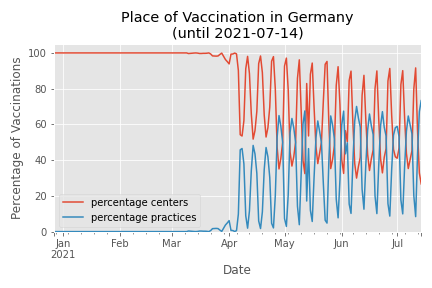 Place of Vaccination in Germany
(until 2021-07-14)
Percentage of Vaccinations
100
80
60
40
20
0
percentage centers
percentage practices
Jan Feb Mar Apr May Jun Jul
2021
Date